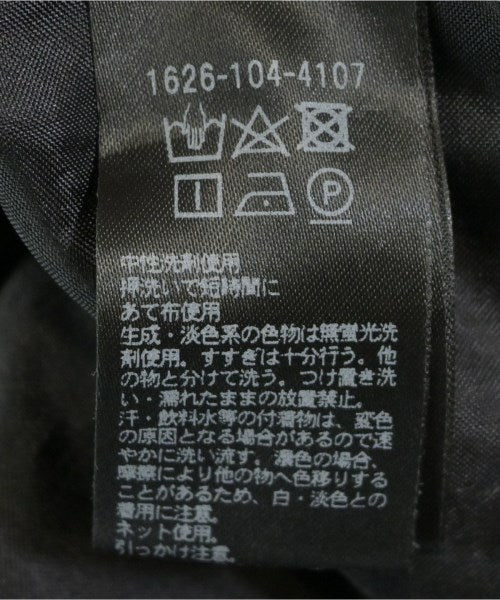 1626-104-4107
P
中性洗剤使用
押洗いで短時間に
あて布使用
生成・淡色系の色物は無蛍光洗
剤使用。すすぎは十分行う。他
の物と分けて洗う。つけ置き洗
い・濡れたままの放置禁止。
汗・飲料水等の付着物は、変色
の原因となる場合があるので速
やかに洗い流す。濃色の場合、
摩擦により他の物へ色移りする
ことがあるため、白・淡色との
着用に注意。
ネット使用。
引っかけ注意。